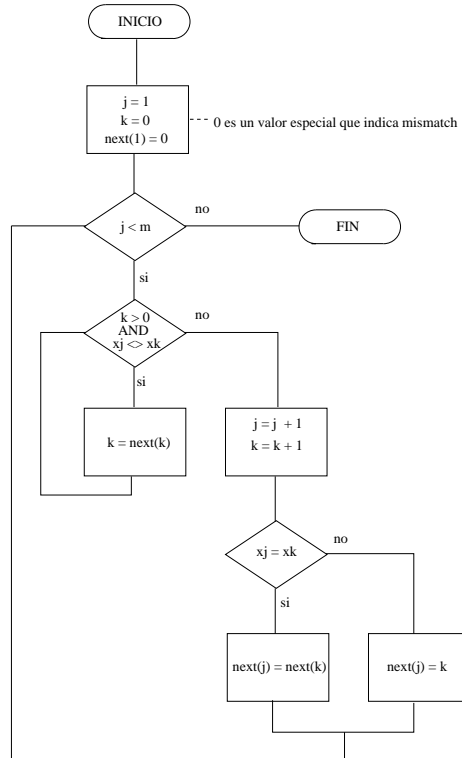 INICIO
j = 1
k = 0
next(1) = 0
0 es un valor especial que indica mismatch
j < m
no
FIN
si
k > 0
AND
xj <> xk
no
si
k = next(k)
j = j + 1
k = k + 1
xj = xk
no
si
next(j) = next(k)
next(j) = k